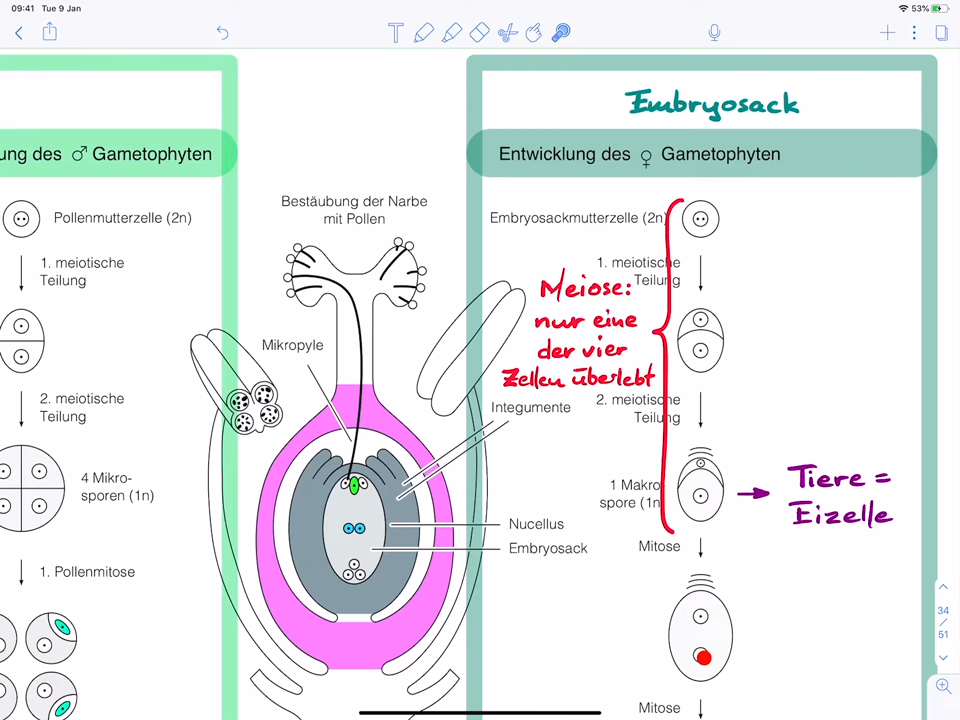 09:41 Tue 9 Jan
53%
Embryosack
ung des ♂ Gametophyten
Entwicklung des ♀ Gametophyten
Pollenmutterzelle (2n)
1. meiotische
Teilung
2. meiotische
Teilung
4 Mikro-
sporen (1n)
1. Pollenmitose
Bestäubung der Narbe
mit Pollen
Mikropyle
Integumente
Nucellus
Embryosack
Embryosackmutterzelle (2n)
1. meiotische
Teilung
Meiose:
nur eine
der vier
Zellen überlebt
2. meiotische
Teilung
1 Makro
spore (1n)
Tiere =
Eizelle
Mitose
Mitose
34
/
51